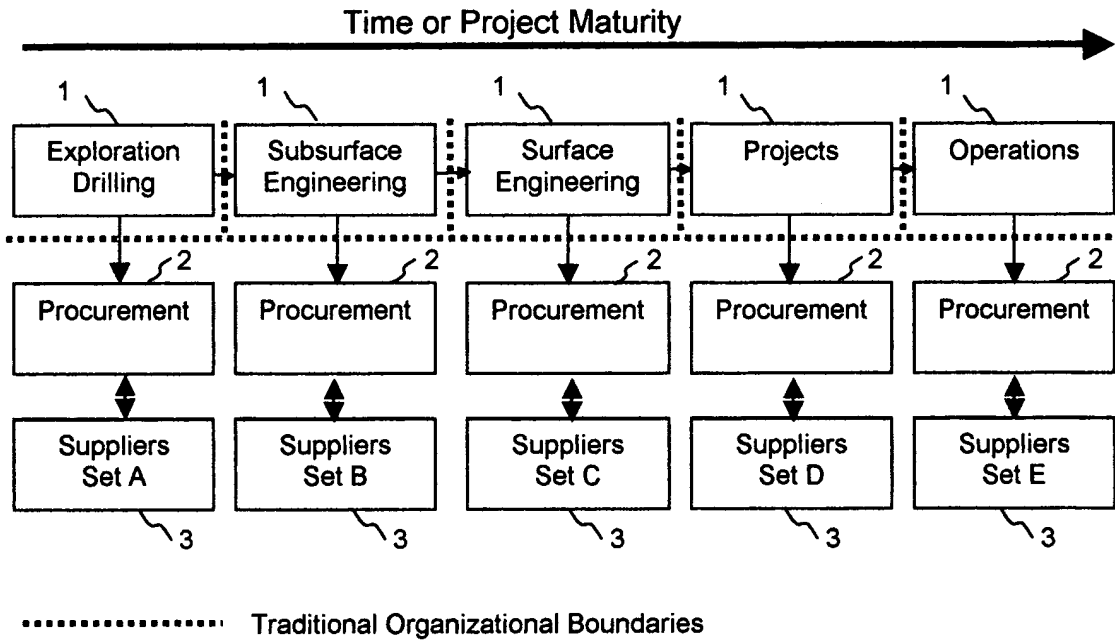 Time or Project Maturity
1 1 1 1 1
Exploration Drilling
Subsurface Engineering
Surface Engineering
Projects
Operations
2 2 2 2 2
Procurement Procurement Procurement Procurement Procurement
Suppliers Set A
Suppliers Set B
Suppliers Set C
Suppliers Set D
Suppliers Set E
3 3 3 3 3
Traditional Organizational Boundaries